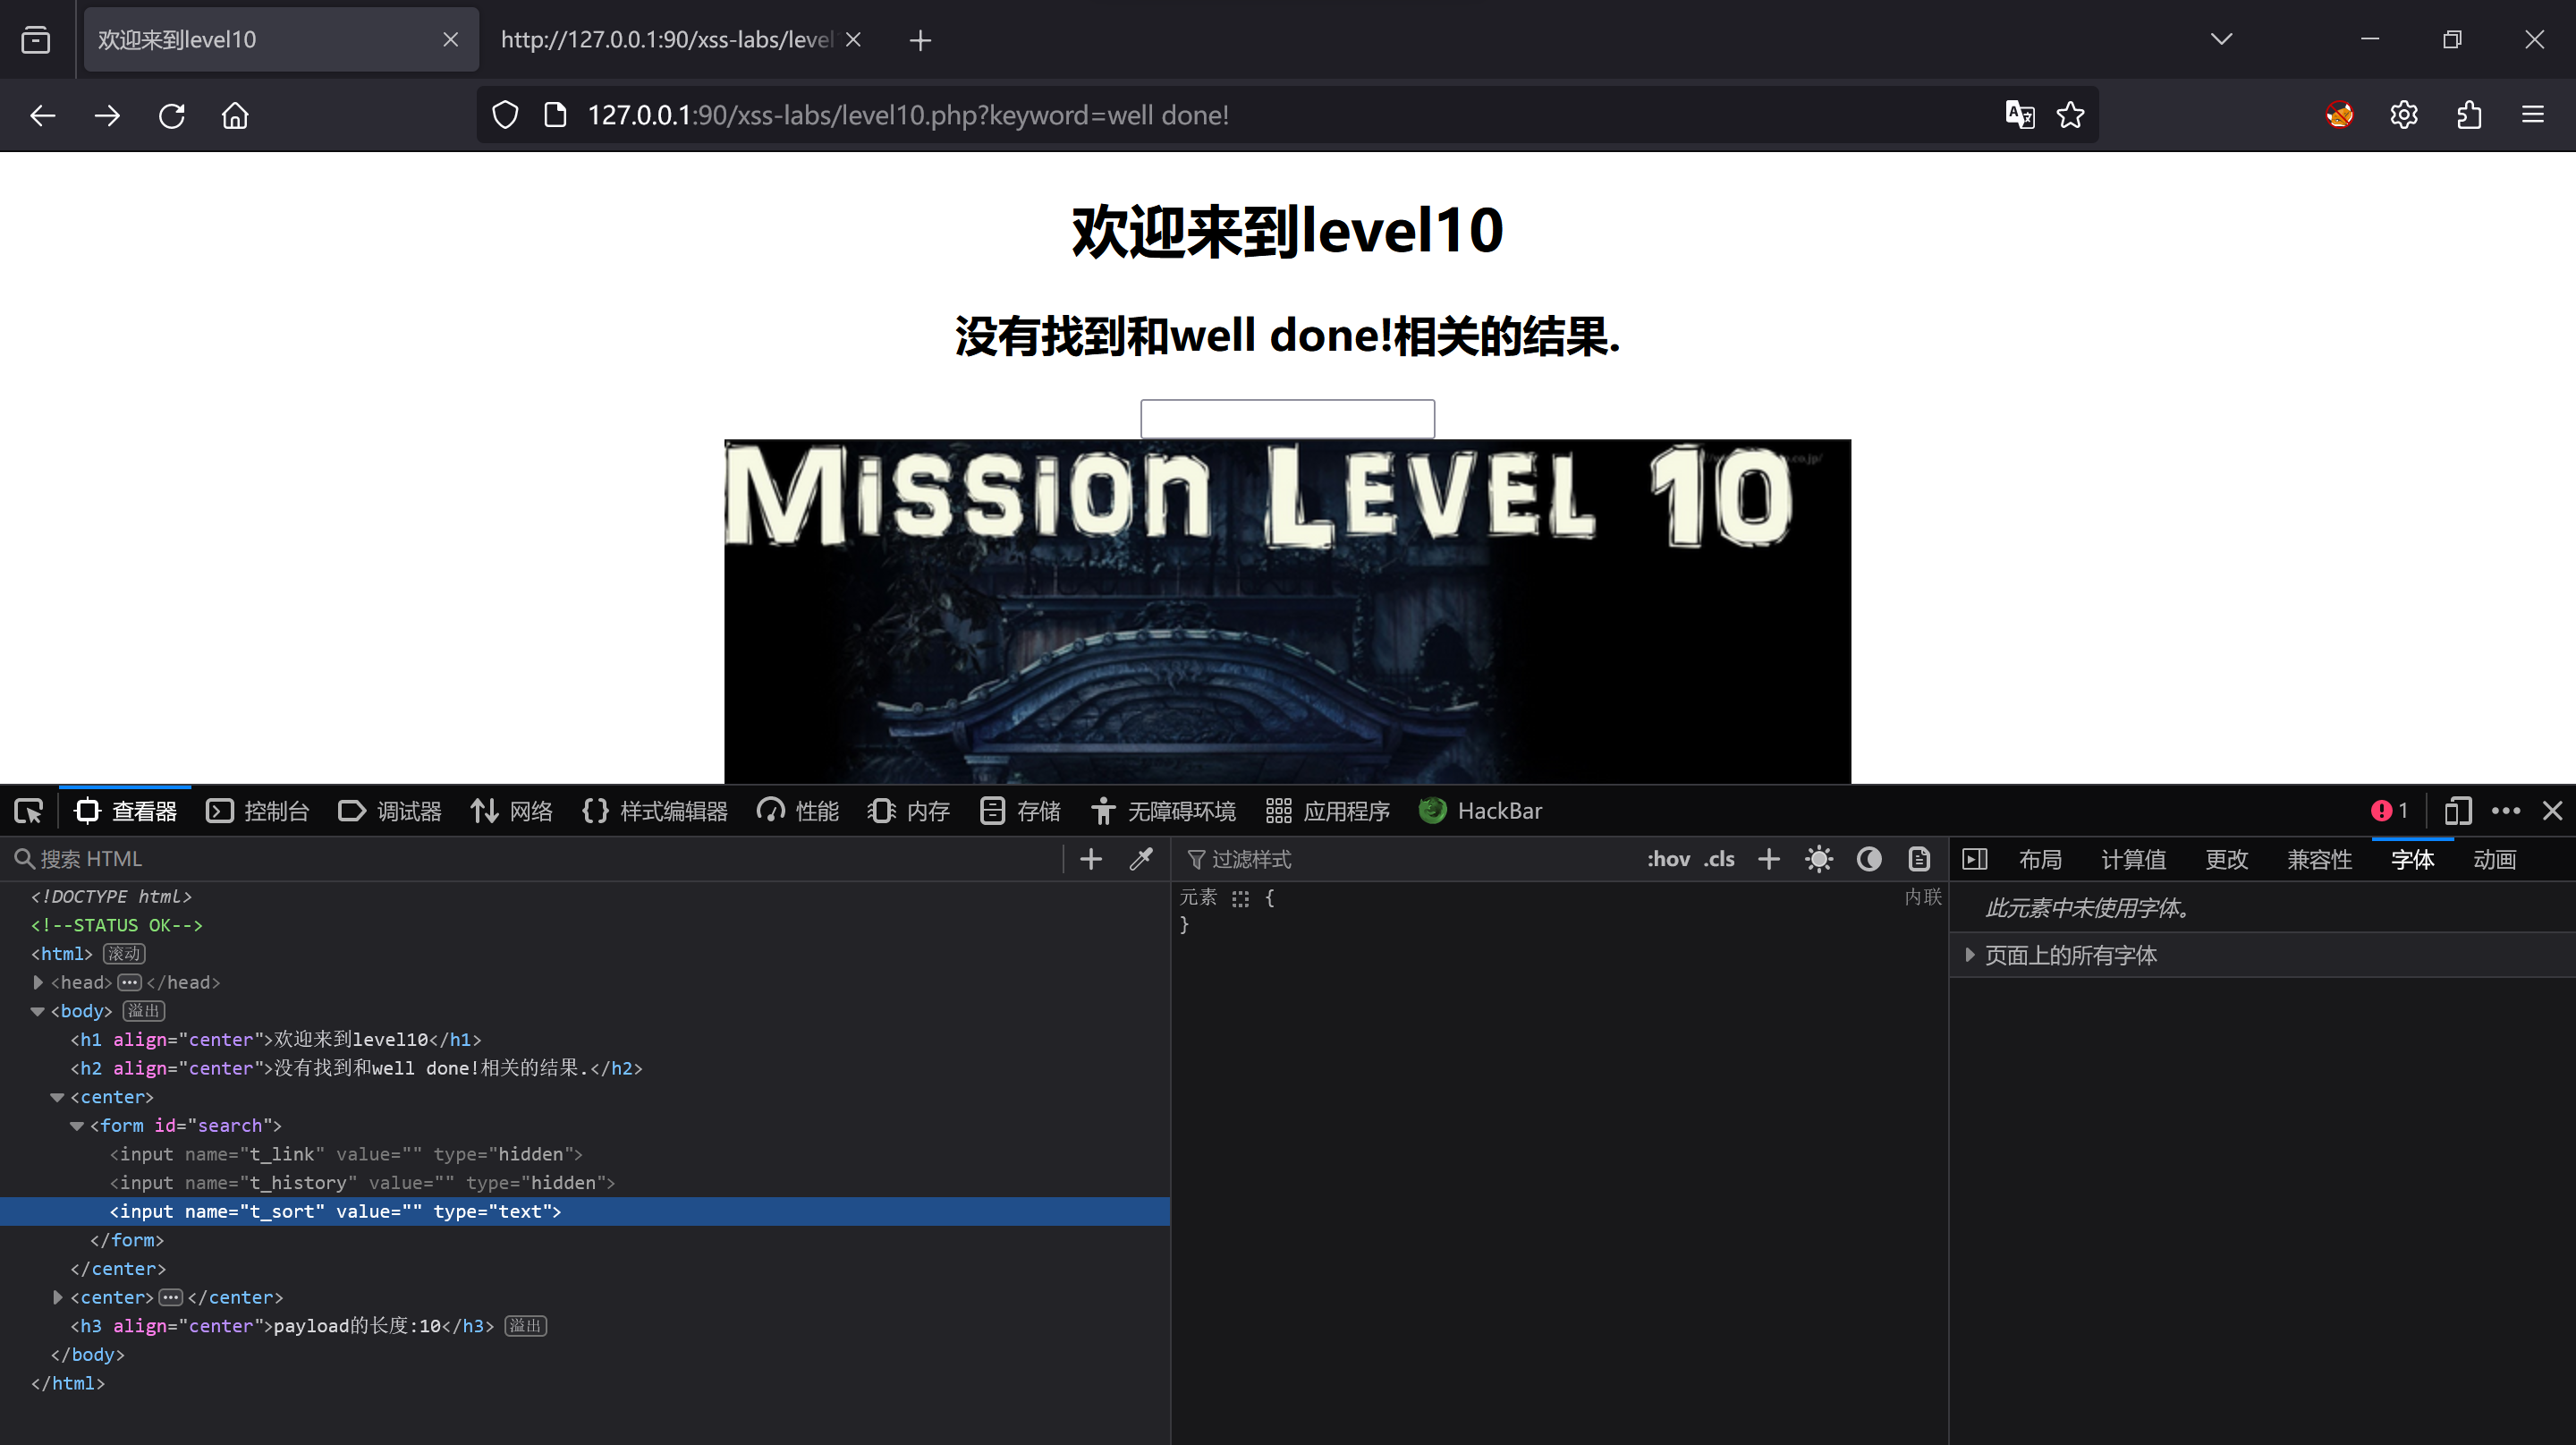 欢迎来到level10
http://127.0.0.1:90/xss-labs/level
127.0.0.1:90/xss-labs/level10.php?keyword=well done!
欢迎来到level10
没有找到和well done!相关的结果.
Mission Level 10
查看器 控制台 调试器 网络 样式编辑器 性能 内存 存储 无障碍环境 应用程序 HackBar 1
搜索 HTML
过滤样式 :hov .cls
布局 计算值 更改 兼容性 字体 动画
<!DOCTYPE html>
<!--STATUS OK-->
<html> 滚动
<head> ••• </head>
<body> 溢出
<h1 align="center">欢迎来到level10</h1>
<h2 align="center">没有找到和well done!相关的结果.</h2>
<center>
<form id="search">
<input name="t_link" value="" type="hidden">
<input name="t_history" value="" type="hidden">
<input name="t_sort" value="" type="text">
</form>
</center>
<center> ••• </center>
<h3 align="center">payload的长度:10</h3> 溢出
</body>
</html>
元素 {
内联
}
此元素中未使用字体。
页面上的所有字体